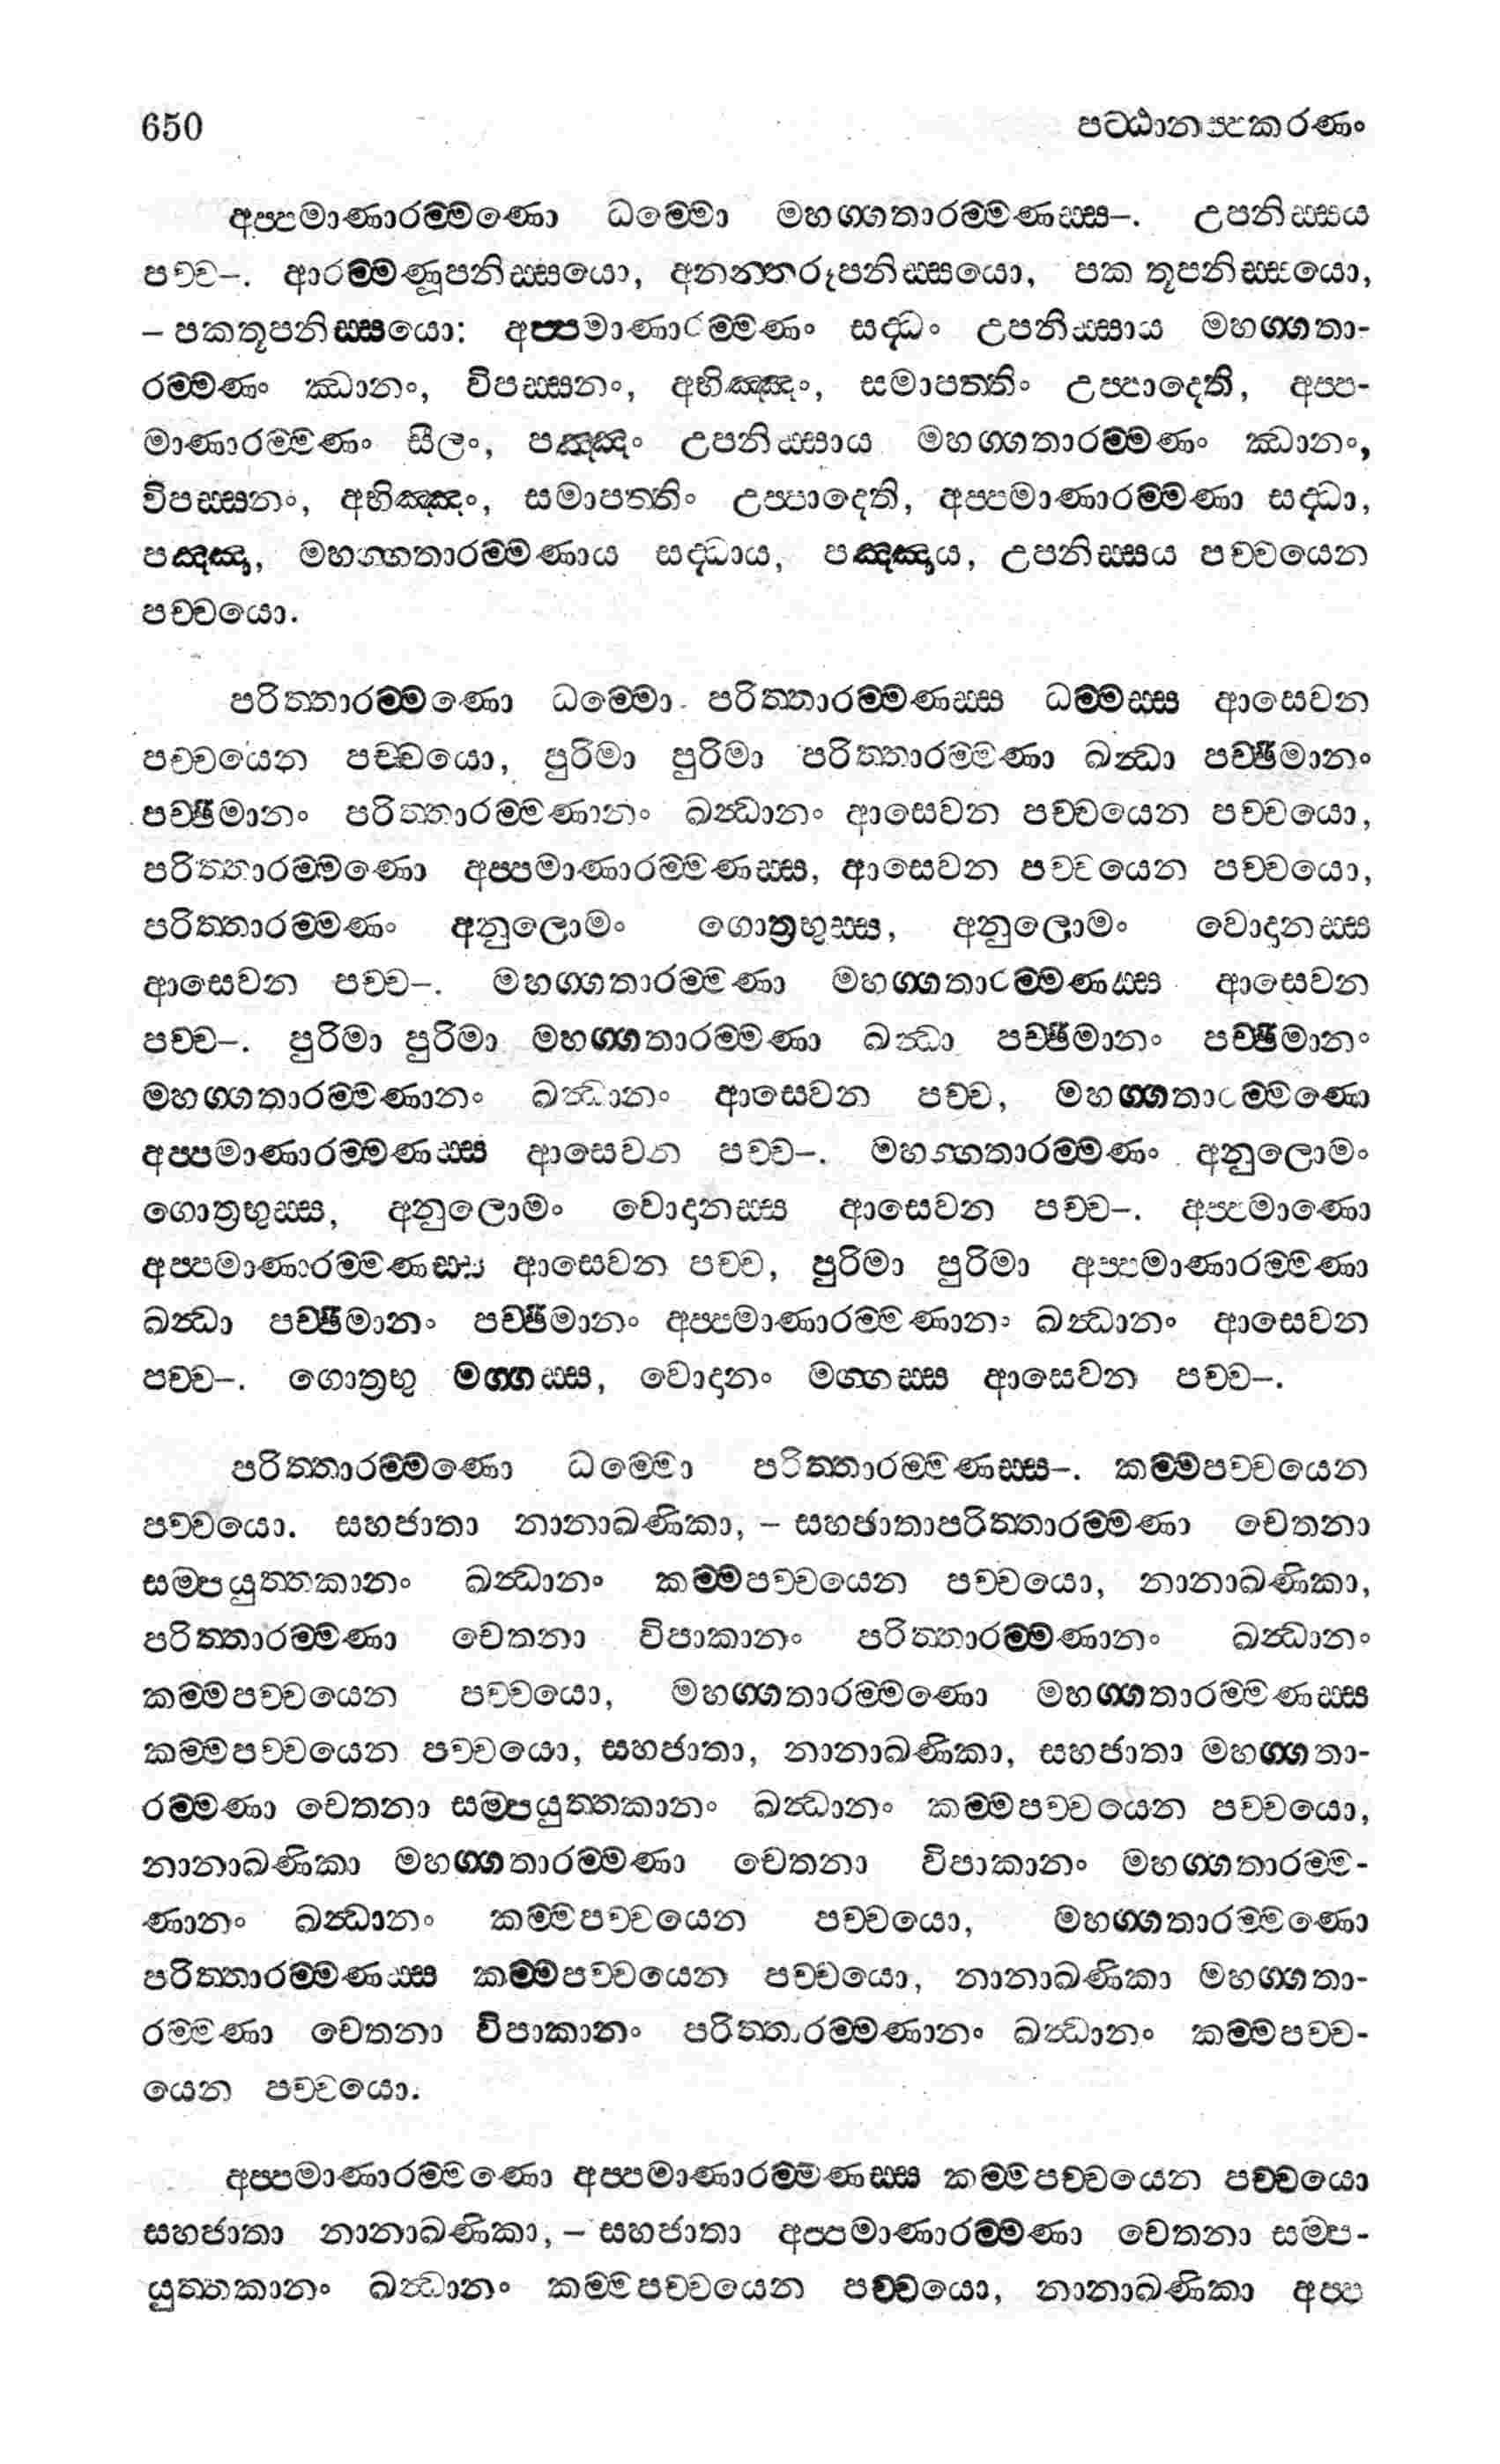 650 පට්ඨානප්පකරණං
අප්පමාණාරම්මණො ධම්මො මහග්ගතාරම්මණස්ස–. උපනිස්සය
පච්ච–. ආරම්මණූපනිස්සයො, අනන්තරූපනිස්සයො, පකතූපනිස්සයො,
– පකතූපනිස්සයො: අප්පමාණාරම්මණං සද්ධං උපනිස්සාය මහග්ගතා-
රම්මණං ඣානං, විපස්සනං, අභිඤ්ඤං, සමාපත්තිං උප්පාදෙති, අප්ප-
මාණාරම්මණං සීලං, පඤ්ඤං උපනිස්සාය මහග්ගතාරම්මණං ඣානං,
විපස්සනං, අභිඤ්ඤං, සමාපත්තිං උප්පාදෙති, අප්පමාණාරම්මණා සද්ධා,
පඤ්ඤා, මහග්ගතාරම්මණාය සද්ධාය, පඤ්ඤාය, උපනිස්සය පච්චයෙන
පච්චයො.
පරිත්තාරම්මණො ධම්මො පරිත්තාරම්මණස්ස ධම්මස්ස ආසෙවන
පච්චයෙන පච්චයො, පුරිමා පුරිමා පරිත්තාරම්මණා ඛන්ධා පච්ඡිමානං
පච්ඡිමානං පරිත්තාරම්මණානං ඛන්ධානං ආසෙවන පච්චයෙන පච්චයො,
පරිත්තාරම්මණො අප්පමාණාරම්මණස්ස, ආසෙවන පච්චයෙන පච්චයො,
පරිත්තාරම්මණං අනුලොමං ගොත්‍රභුස්ස, අනුලොමං වොදානස්ස
ආසෙවන පච්ච–. මහග්ගතාරම්මණා මහග්ගතාරම්මණස්ස ආසෙවන
පච්ච–. පුරිමා පුරිමා මහග්ගතාරම්මණා ඛන්ධා පච්ඡිමානං පච්ඡිමානං
මහග්ගතාරම්මණානං ඛන්ධානං ආසෙවන පච්ච, මහග්ගතාරම්මණො
අප්පමාණාරම්මණස්ස ආසෙවන පච්ච–. මහග්ගතාරම්මණං අනුලොමං
ගොත්‍රභුස්ස, අනුලොමං වොදානස්ස ආසෙවන පච්ච–. අප්පමාණො
අප්පමාණාරම්මණස්ස ආසෙවන පච්ච, පුරිමා පුරිමා අප්පමාණාරම්මණා
ඛන්ධා පච්ඡිමානං පච්ඡිමානං අප්පමාණාරම්මණානං ඛන්ධානං ආසෙවන
පච්ච–. ගොත්‍රභු මග්ගස්ස, වොදානං මග්ගස්ස ආසෙවන පච්ච–.
පරිත්තාරම්මණො ධම්මො පරිත්තාරම්මණස්ස–. කම්මපච්චයෙන
පච්චයො. සහජාතා නානාඛණිකා, – සහජාතාපරිත්තාරම්මණා චෙතනා
සම්පයුත්තකානං ඛන්ධානං කම්මපච්චයෙන පච්චයො, නානාඛණිකා,
පරිත්තාරම්මණා චෙතනා විපාකානං පරිත්තාරම්මණානං ඛන්ධානං
කම්මපච්චයෙන පච්චයො, මහග්ගතාරම්මණො මහග්ගතාරම්මණස්ස
කම්මපච්චයෙන පච්චයො, සහජාතා, නානාඛණිකා, සහජාතා මහග්ගතා-
රම්මණා චෙතනා සම්පයුත්තකානං ඛන්ධානං කම්මපච්චයෙන පච්චයො,
නානාඛණිකා මහග්ගතාරම්මණා චෙතනා විපාකානං මහග්ගතාරම්ම-
ණානං ඛන්ධානං කම්මපච්චයෙන පච්චයො, මහග්ගතාරම්මණො
පරිත්තාරම්මණස්ස කම්මපච්චයෙන පච්චයො, නානාඛණිකා මහග්ගතා-
රම්මණා චෙතනා විපාකානං පරිත්තාරම්මණානං ඛන්ධානං කම්මපච්ච-
යෙන පච්චයො.
අප්පමාණාරම්මණො අප්පමාණාරම්මණස්ස කම්මපච්චයෙන පච්චයො
සහජාතා නානාඛණිකා, – සහජාතා අප්පමාණාරම්මණා චෙතනා සම්ප-
යුත්තකානං ඛන්ධානං කම්මපච්චයෙන පච්චයො, නානාඛණිකා අප්ප